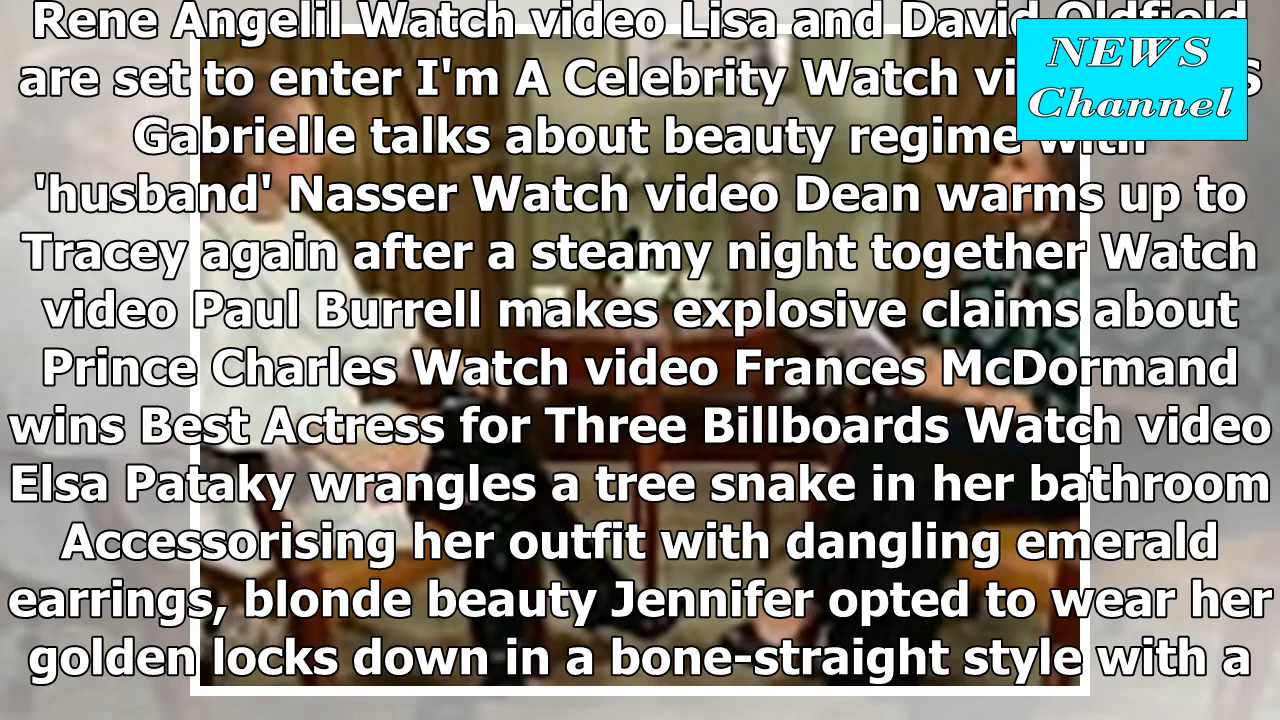 Rene Angelil Watch video Lisa and David Oldfield
are set to enter I'm A Celebrity Watch
Gabrielle talks about beauty regime with
'husband' Nasser Watch video Dean warms up to
Tracey again after a steamy night together Watch
video Paul Burrell makes explosive claims about
Prince Charles Watch video Frances McDormand
wins Best Actress for Three Billboards Watch video
Elsa Pataky wrangles a tree snake in her bathroom
Accessorising her outfit with dangling emerald
earrings, blonde beauty Jennifer opted to wear her
golden locks down in a bone-straight style with a
NEWS
Channel